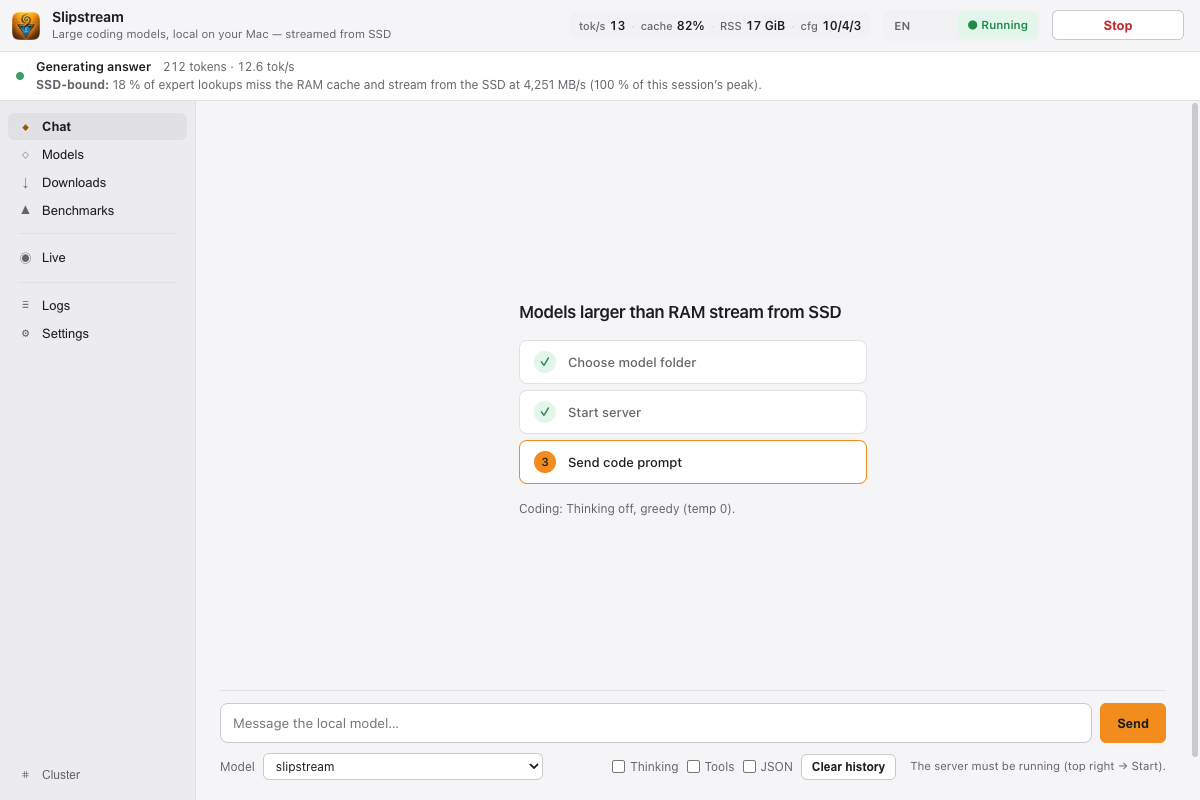 Slipstream
Large coding models, local on your Mac — streamed from SSD
tok/s 13 · cache 82% · RSS 17 GiB · cfg 10/4/3
EN
Running
Stop
Generating answer 212 tokens · 12.6 tok/s
SSD-bound: 18 % of expert lookups miss the RAM cache and stream from the SSD at 4,251 MB/s (100 % of this session's peak).
Chat
Models
Downloads
Benchmarks
Live
Logs
Settings
Cluster
Models larger than RAM stream from SSD
Choose model folder
Start server
3 Send code prompt
Coding: Thinking off, greedy (temp 0).
Message the local model...
Send
Model slipstream
Thinking Tools JSON Clear history The server must be running (top right → Start).